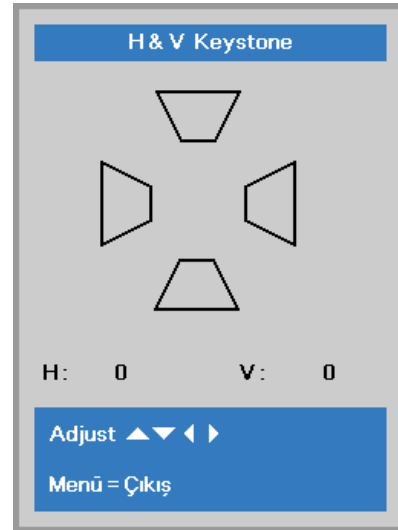 H & V Keystone
H: 0 V: 0
Adjust ▲▼◀▶
Menü = Çıkış